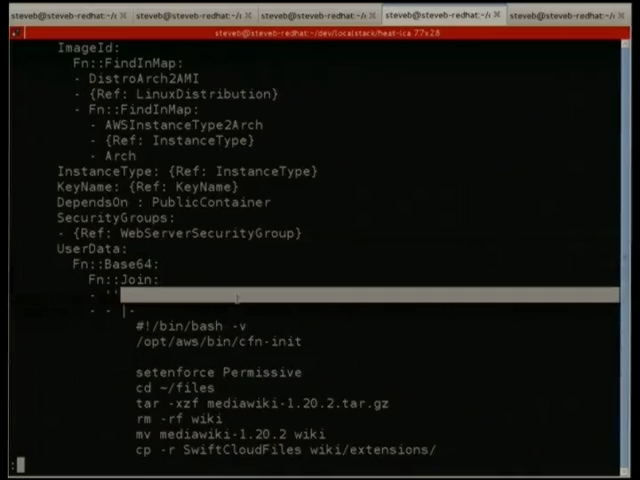 steveb@steveb-redhat:~/ steveb@steveb-redhat:~/ steveb@steveb-redhat:~/ steveb@steveb-redhat:~/ steveb@steveb-redhat:~/
steveb@steveb-redhat:~/dev/localstack/heat-lca 77x28
ImageId:
Fn::FindInMap:
- DistroArch2AMI
- {Ref: LinuxDistribution}
- Fn::FindInMap:
- AWSInstanceType2Arch
- {Ref: InstanceType}
- Arch
InstanceType: {Ref: InstanceType}
KeyName: {Ref: KeyName}
DependsOn : PublicContainer
SecurityGroups:
- {Ref: WebServerSecurityGroup}
UserData:
Fn::Base64:
Fn::Join:
- ''
- - |-
#!/bin/bash -v
/opt/aws/bin/cfn-init
setenforce Permissive
cd ~/files
tar -xzf mediawiki-1.20.2.tar.gz
rm -rf wiki
mv mediawiki-1.20.2 wiki
cp -r SwiftCloudFiles wiki/extensions/
: